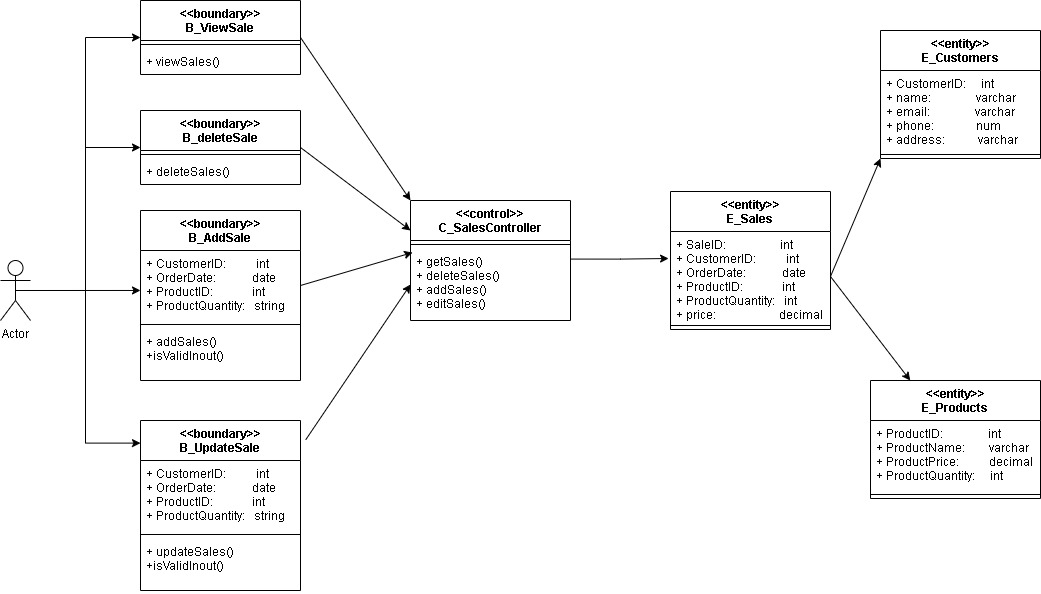 <<boundary>>
B_ViewSale
+ viewSales()
<<boundary>>
B_deleteSale
+ deleteSales()
<<boundary>>
B_AddSale
+ CustomerID: int
+ OrderDate: date
+ ProductID: int
+ ProductQuantity: string
+ addSales()
+isValidInout()
<<boundary>>
B_UpdateSale
+ CustomerID: int
+ OrderDate: date
+ ProductID: int
+ ProductQuantity: string
+ updateSales()
+isValidInout()
Actor
<<control>>
C_SalesController
+ getSales()
+ deleteSales()
+ addSales()
+ editSales()
<<entity>>
E_Sales
+ SaleID: int
+ CustomerID: int
+ OrderDate: date
+ ProductID: int
+ ProductQuantity: int
+ price: decimal
<<entity>>
E_Customers
+ CustomerID: int
+ name: varchar
+ email: varchar
+ phone: num
+ address: varchar
<<entity>>
E_Products
+ ProductID: int
+ ProductName: varchar
+ ProductPrice: decimal
+ ProductQuantity: int